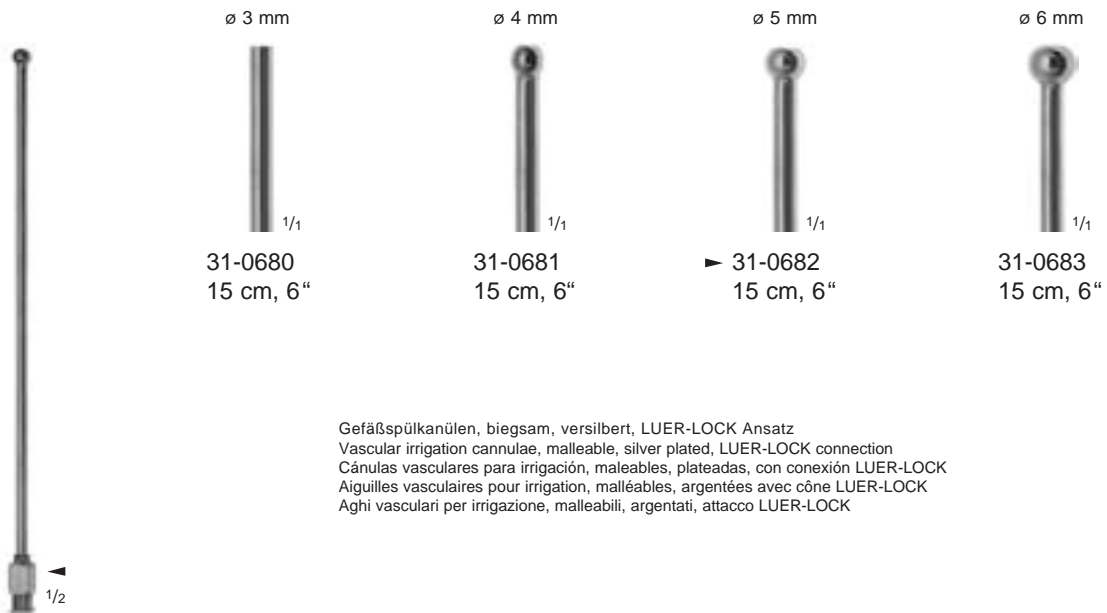 ø 3 mm
ø 4 mm
ø 5 mm
ø 6 mm
1/1
1/1
1/1
1/1
31-0680
15 cm, 6“
31-0681
15 cm, 6“
► 31-0682
15 cm, 6“
31-0683
15 cm, 6“
Gefäßspülkanülen, biegsam, versilbert, LUER-LOCK Ansatz
Vascular irrigation cannulae, malleable, silver plated, LUER-LOCK connection
Cánulas vasculares para irrigación, maleables, plateadas, con conexión LUER-LOCK
Aiguilles vasculaires pour irrigation, malléables, argentées avec cône LUER-LOCK
Aghi vasculari per irrigazione, malleabili, argentati, attacco LUER-LOCK
◄
1/2